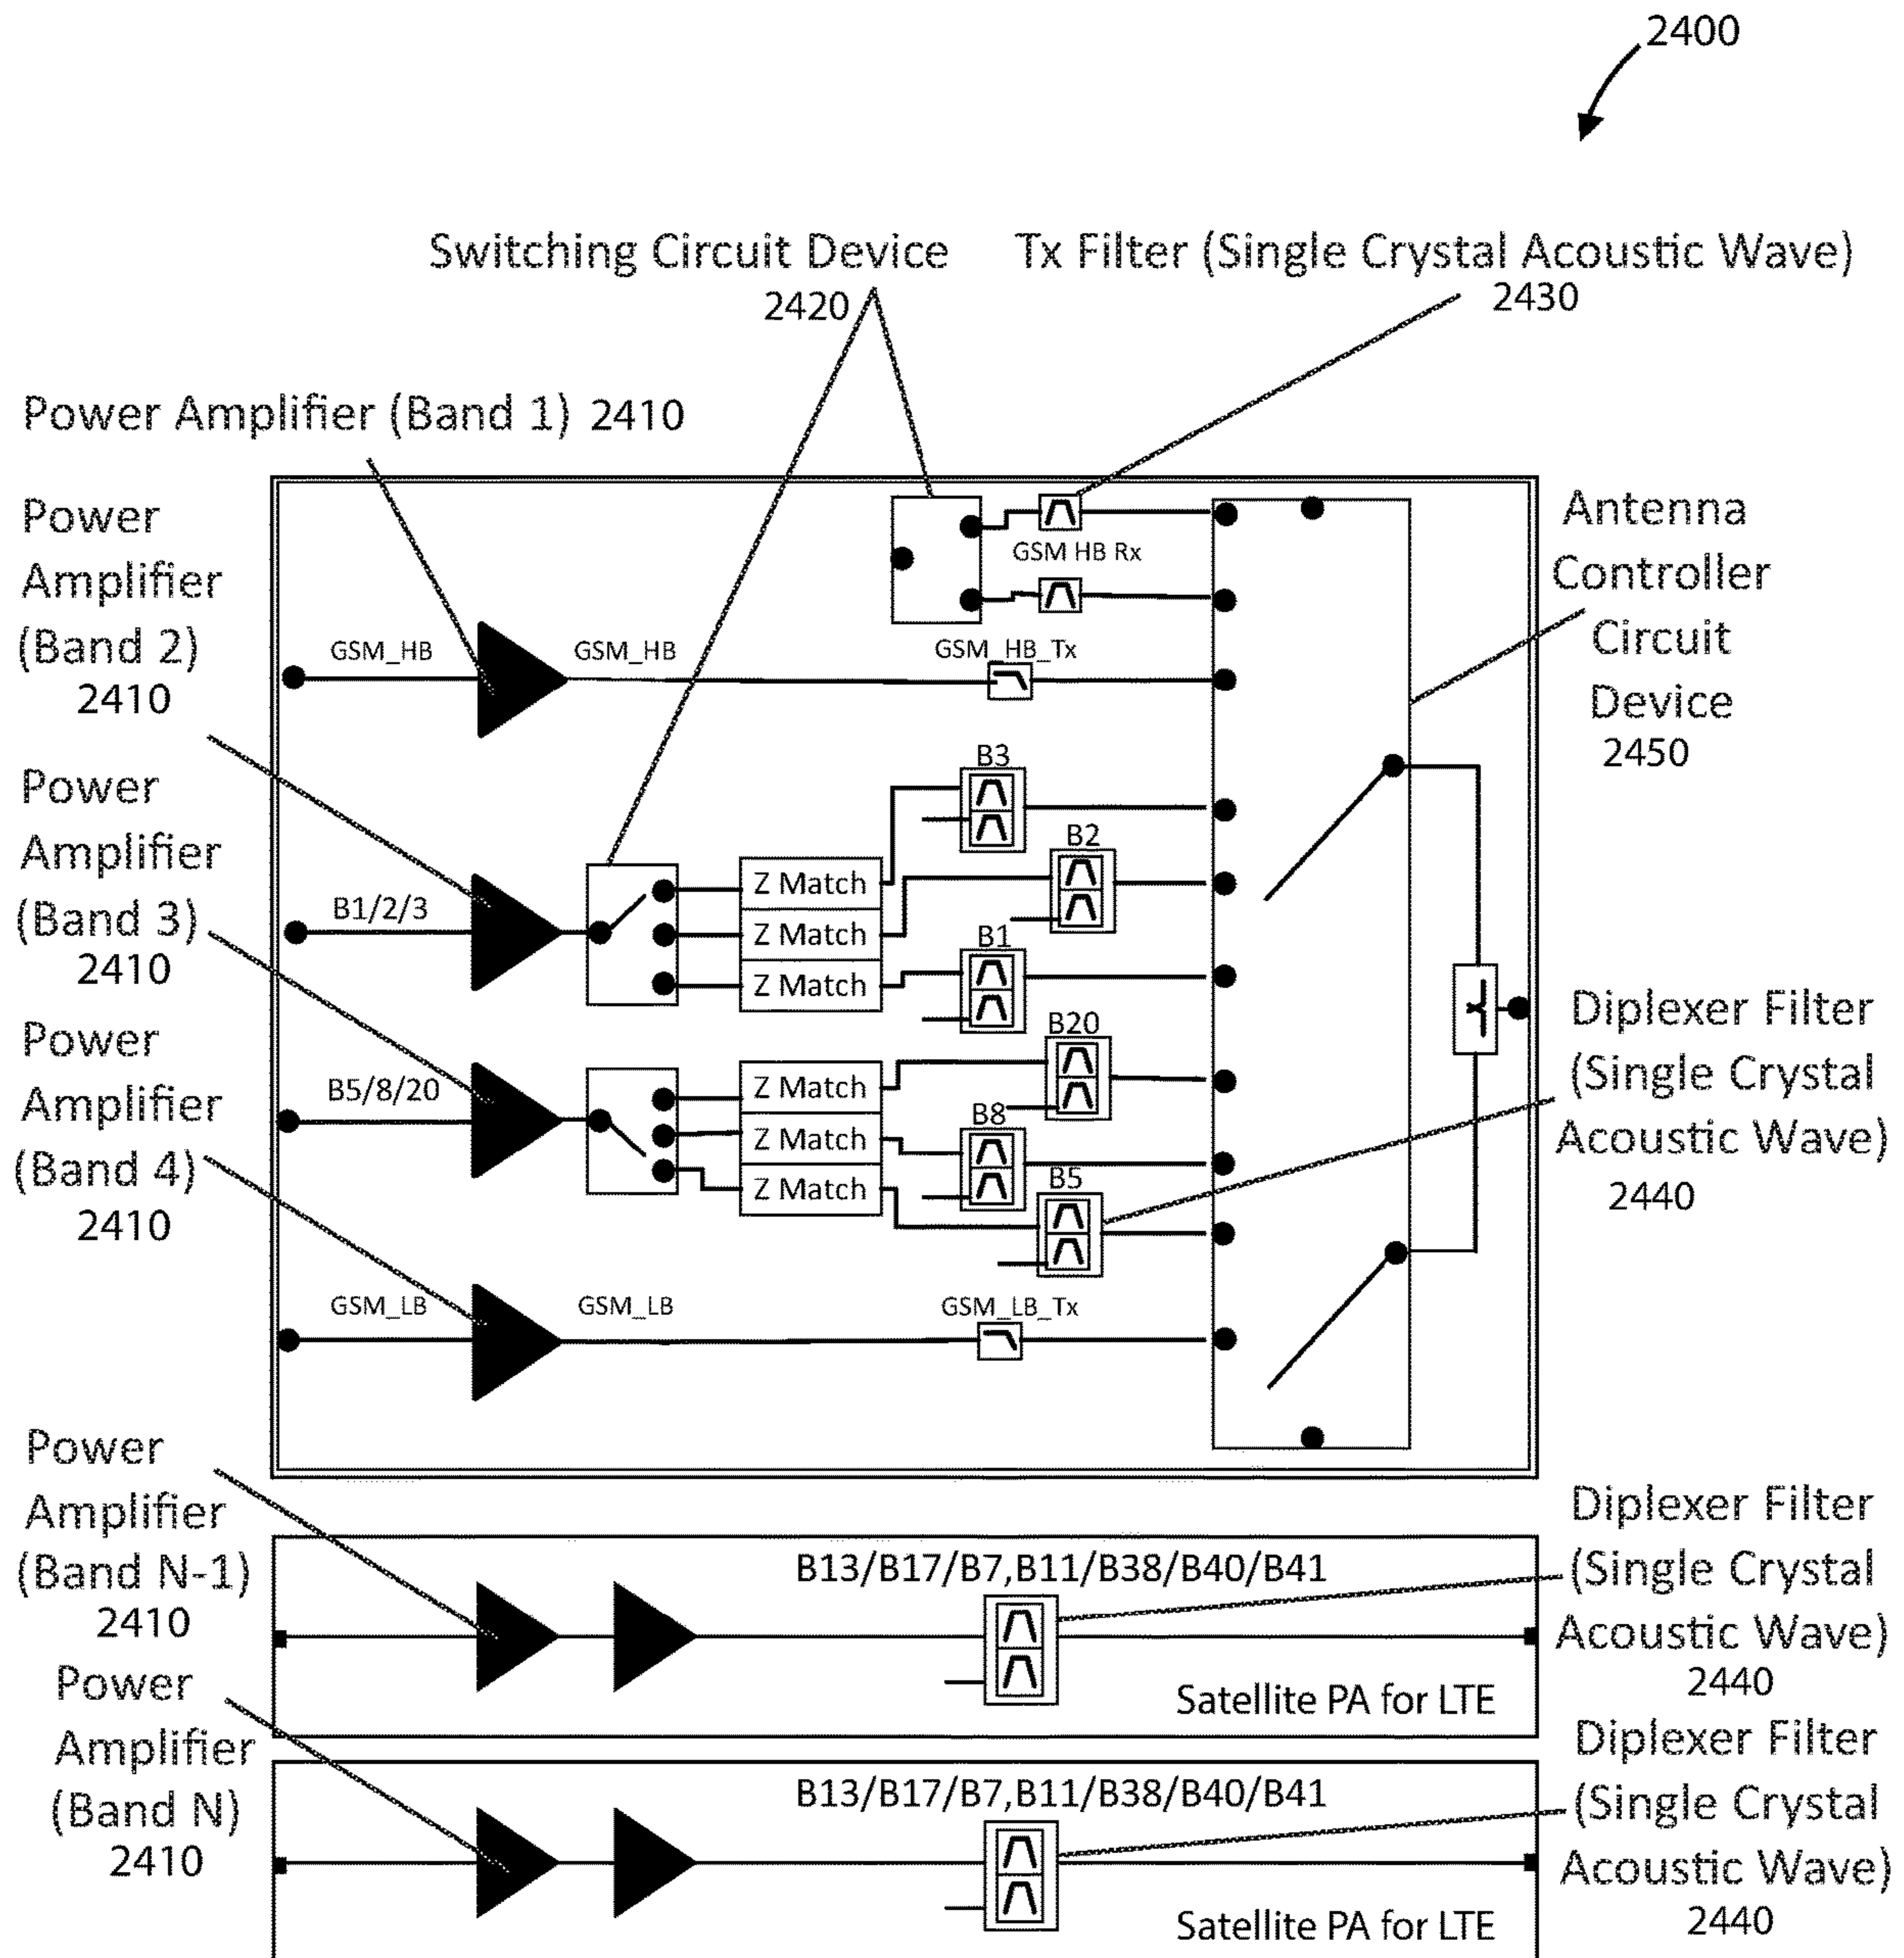 2400
Switching Circuit Device
2420
Tx Filter (Single Crystal Acoustic Wave)
2430
Power Amplifier (Band 1) 2410
Power
Amplifier
(Band 2)
2410
Power
Amplifier
(Band 3)
2410
Power
Amplifier
(Band 4)
2410
GSM HB Rx
GSM_HB
GSM_HB
GSM_HB_Tx
B1/2/3
Z Match
Z Match
Z Match
B3
B2
B1
B5/8/20
Z Match
Z Match
Z Match
B20
B8
B5
GSM_LB
GSM_LB
GSM_LB_Tx
Antenna
Controller
Circuit
Device
2450
Diplexer Filter
(Single Crystal
Acoustic Wave)
2440
Power
Amplifier
(Band N-1)
2410
B13/B17/B7,B11/B38/B40/B41
Satellite PA for LTE
Diplexer Filter
(Single Crystal
Acoustic Wave)
2440
Power
Amplifier
(Band N)
2410
B13/B17/B7,B11/B38/B40/B41
Satellite PA for LTE
Diplexer Filter
(Single Crystal
Acoustic Wave)
2440